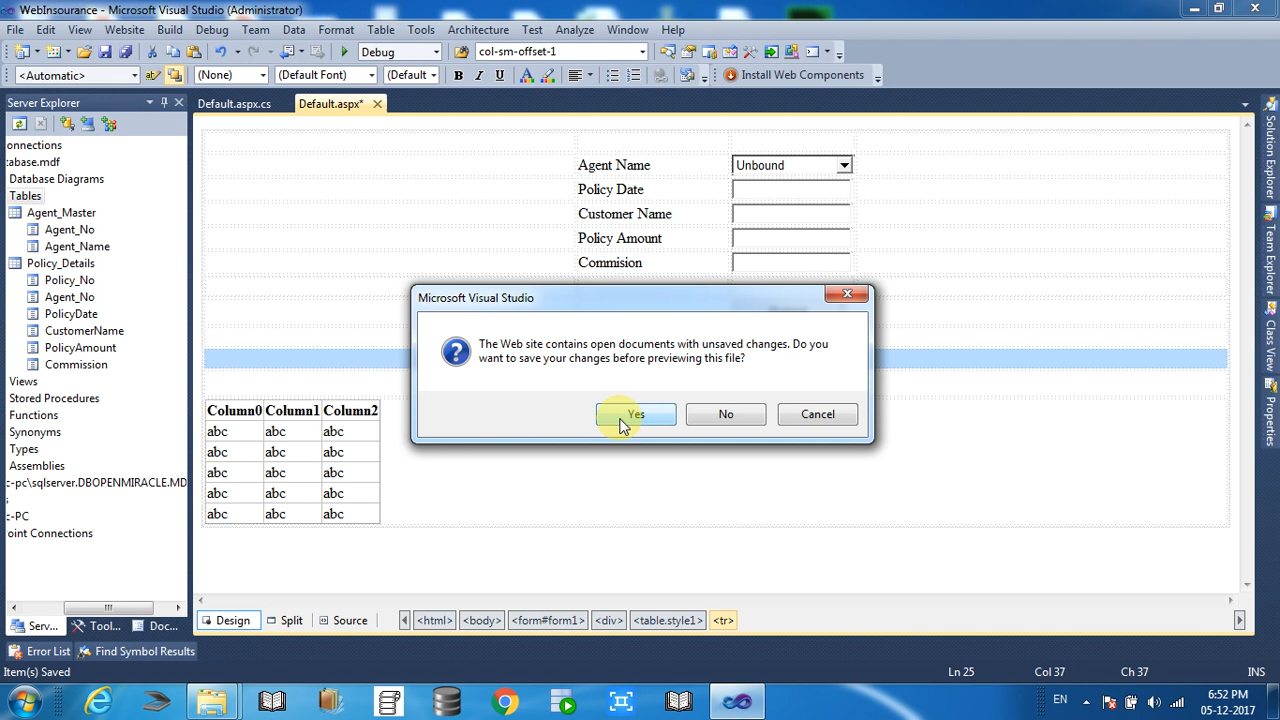 WebInsourance - Microsoft Visual Studio (Administrator)
File Edit View Website Build Debug Team Data Format Table Tools Architecture Test Analyze Window Help
Debug col-sm-offset-1
<Automatic> (None) (Default Font) (Default B I U A Install Web Components
Server Explorer
Default.aspx.cs Default.aspx*
onnections
:abase.mdf
Database Diagrams
Tables
Agent_Master
Agent_No
Agent_Name
Policy_Details
Policy_No
Agent_No
PolicyDate
CustomerName
PolicyAmount
Commission
Views
Stored Procedures
Functions
Synonyms
Types
Assemblies
c-pc\sqlserver.DBOPENMIRACLE.MD
:
c-PC
oint Connections
Agent Name Unbound
Policy Date
Customer Name
Policy Amount
Commision
Microsoft Visual Studio
The Web site contains open documents with unsaved changes. Do you
want to save your changes before previewing this file?
Yes No Cancel
Column0 Column1 Column2
abc abc abc
abc abc abc
abc abc abc
abc abc abc
abc abc abc
Design Split Source <html> <body> <form#form1> <div> <table.style1> <tr>
Serv... Tool... Doc...
Error List Find Symbol Results
Item(s) Saved Ln 25 Col 37 Ch 37 INS
Solution Explorer
Team Explorer
Class View
Properties
EN
6:52 PM
05-12-2017